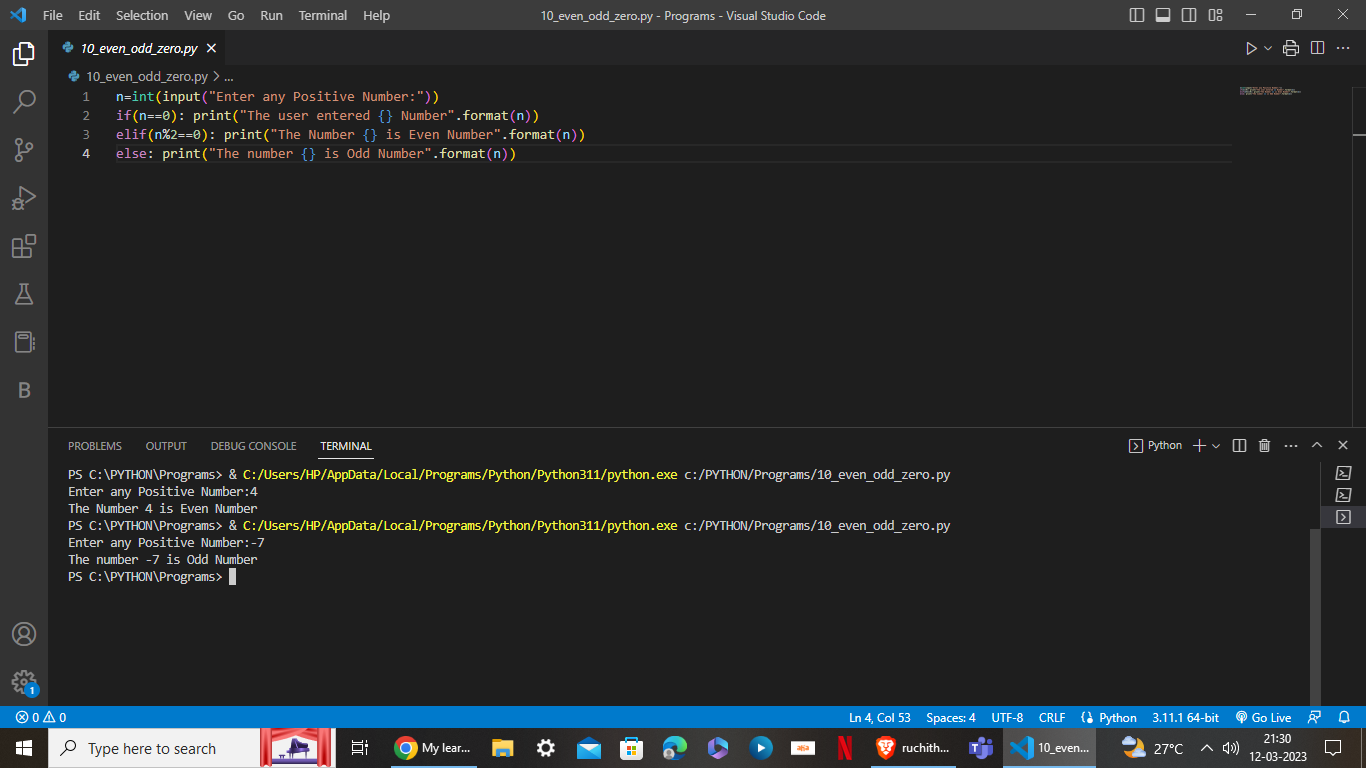 File Edit Selection View Go Run Terminal Help 10_even_odd_zero.py - Programs - Visual Studio Code
10_even_odd_zero.py
10_even_odd_zero.py > ...
1 n=int(input("Enter any Positive Number:"))
2 if(n==0): print("The user entered {} Number".format(n))
3 elif(n%2==0): print("The Number {} is Even Number".format(n))
4 else: print("The number {} is Odd Number".format(n))
B
PROBLEMS OUTPUT DEBUG CONSOLE TERMINAL Python
PS C:\PYTHON\Programs> & C:/Users/HP/AppData/Local/Programs/Python/Python311/python.exe c:/PYTHON/Programs/10_even_odd_zero.py
Enter any Positive Number:4
The Number 4 is Even Number
PS C:\PYTHON\Programs> & C:/Users/HP/AppData/Local/Programs/Python/Python311/python.exe c:/PYTHON/Programs/10_even_odd_zero.py
Enter any Positive Number:-7
The number -7 is Odd Number
PS C:\PYTHON\Programs>
1
0 0 Ln 4, Col 53 Spaces: 4 UTF-8 CRLF Python 3.11.1 64-bit Go Live
Type here to search My lear... ruchith... 10_even... 27°C 21:30
12-03-2023